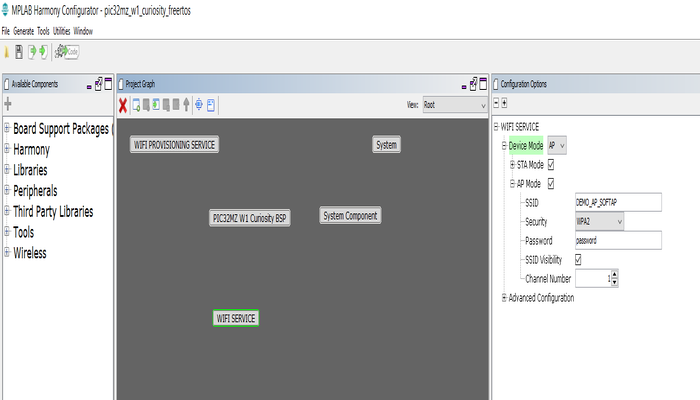 MPLAB Harmony Configurator - pic32mz_w1_curiosity_freertos
File Generate Tools Utilities Window
Code
Available Components
Project Graph
Configuration Options
View: Root
Board Support Packages (
Harmony
Libraries
Peripherals
Third Party Libraries
Tools
Wireless
WIFI PROVISIONING SERVICE
System
PIC32MZ W1 Curiosity BSP
System Component
WIFI SERVICE
WIFI SERVICE
Device Mode AP
STA Mode
AP Mode
SSID DEMO_AP_SOFTAP
Security WPA2
Password password
SSID Visibility
Channel Number 1
Advanced Configuration